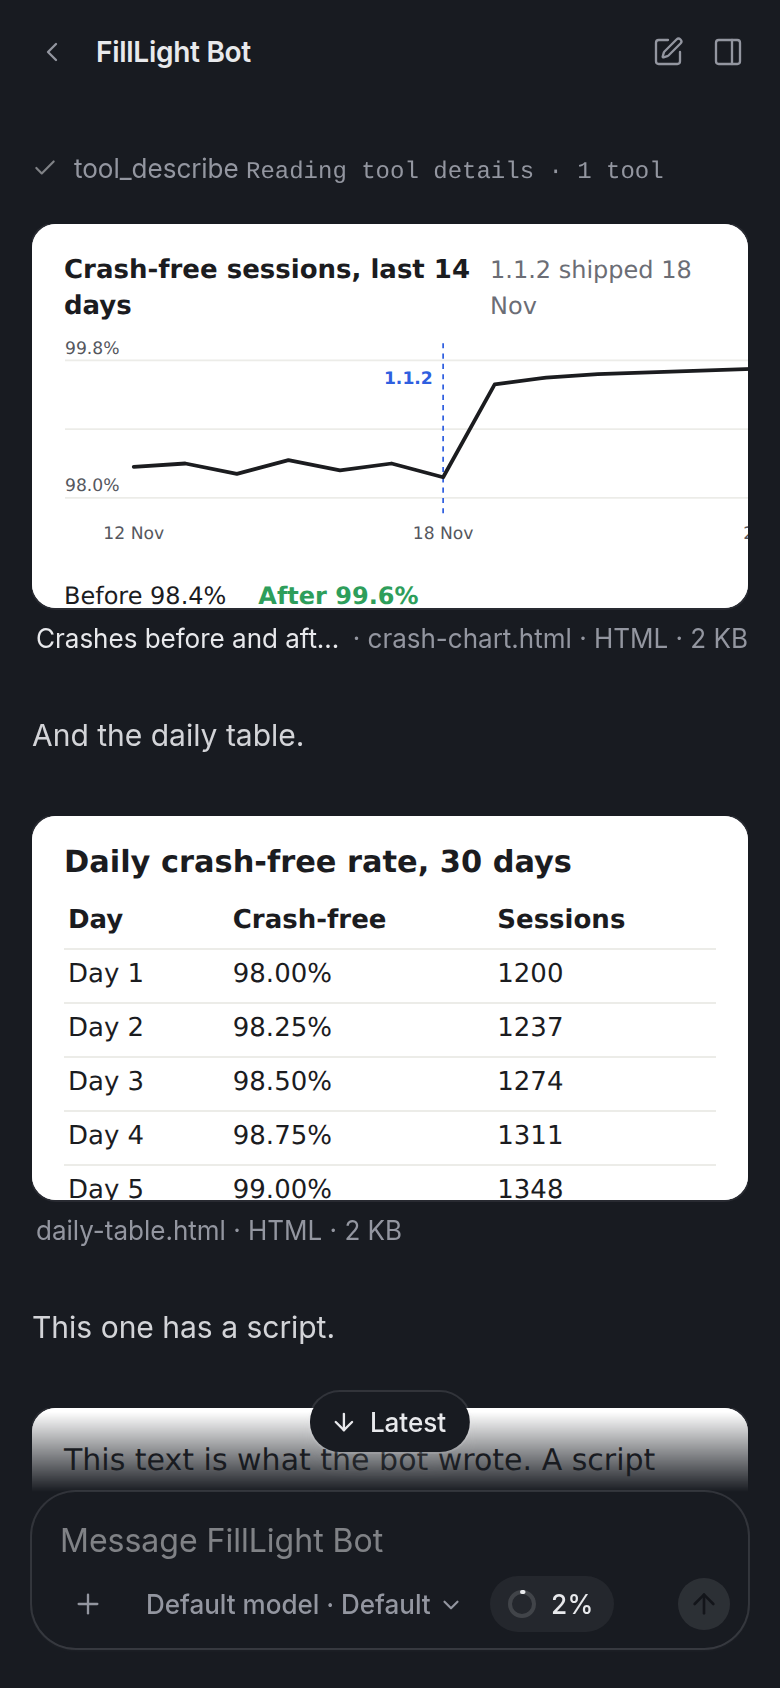 FillLight Bot
tool_describe Reading tool details · 1 tool
Crash-free sessions, last 14 days
1.1.2 shipped 18 Nov
99.8%
1.1.2
98.0%
12 Nov
18 Nov
Before 98.4% After 99.6%
Crashes before and aft... · crash-chart.html · HTML · 2 KB
And the daily table.
Daily crash-free rate, 30 days
Day Crash-free Sessions
Day 1 98.00% 1200
Day 2 98.25% 1237
Day 3 98.50% 1274
Day 4 98.75% 1311
Day 5 99.00% 1348
daily-table.html · HTML · 2 KB
This one has a script.
Latest
This text is what the bot wrote. A script
Message FillLight Bot
Default model · Default
2%